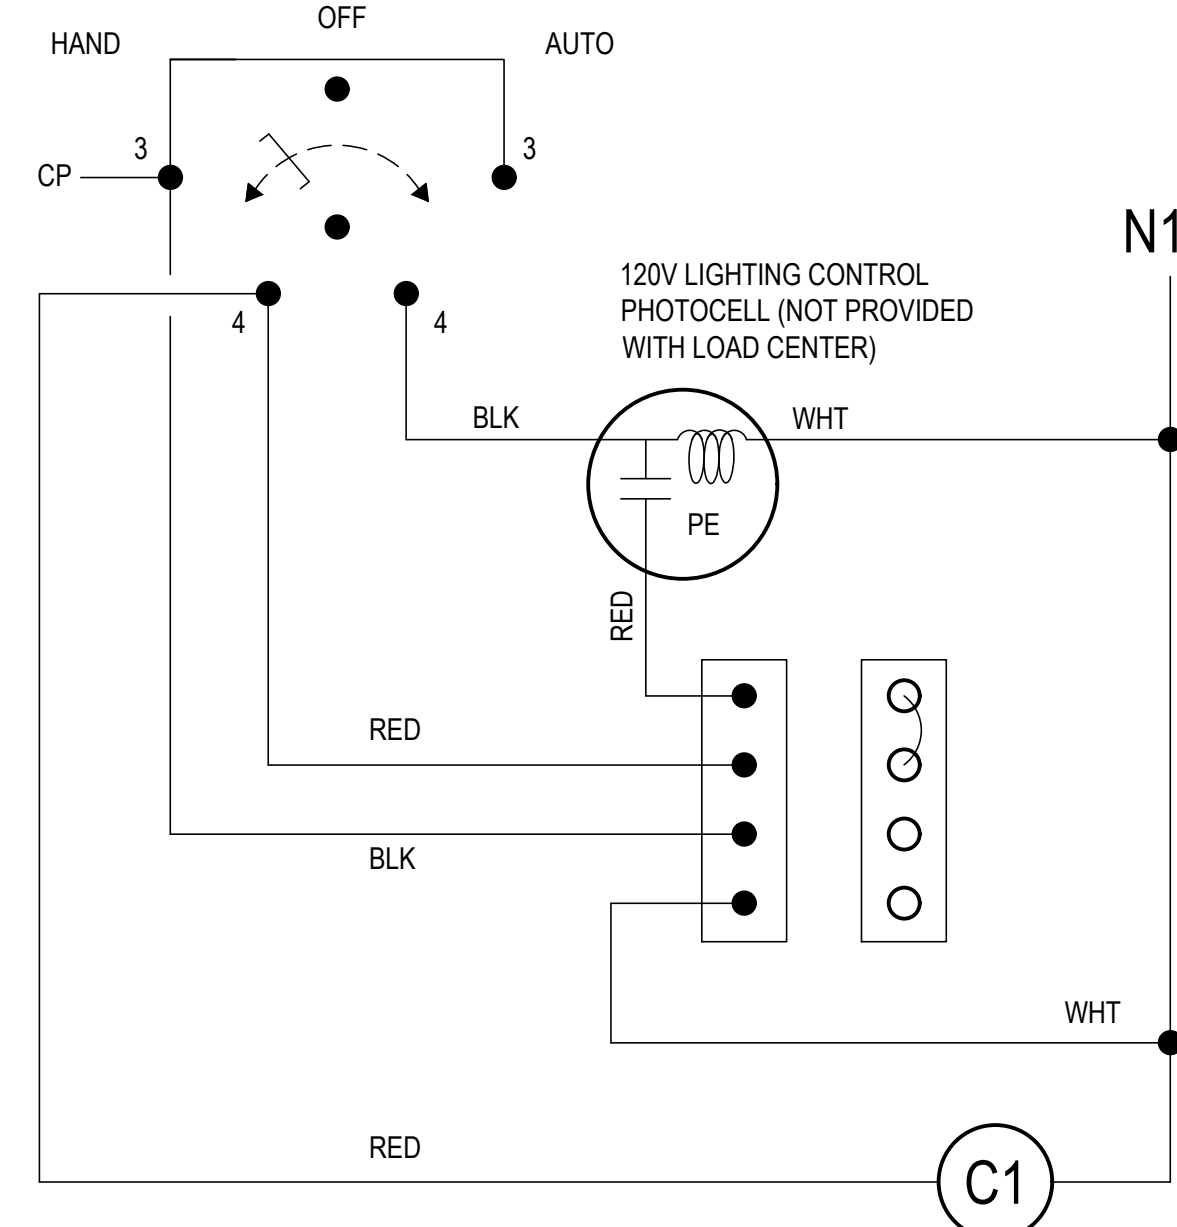 OFF
HAND
AUTO
3
3
CP
N1
120V LIGHTING CONTROL
PHOTOCELL (NOT PROVIDED
WITH LOAD CENTER)
4
4
BLK
WHT
PE
RED
RED
BLK
WHT
RED
C1